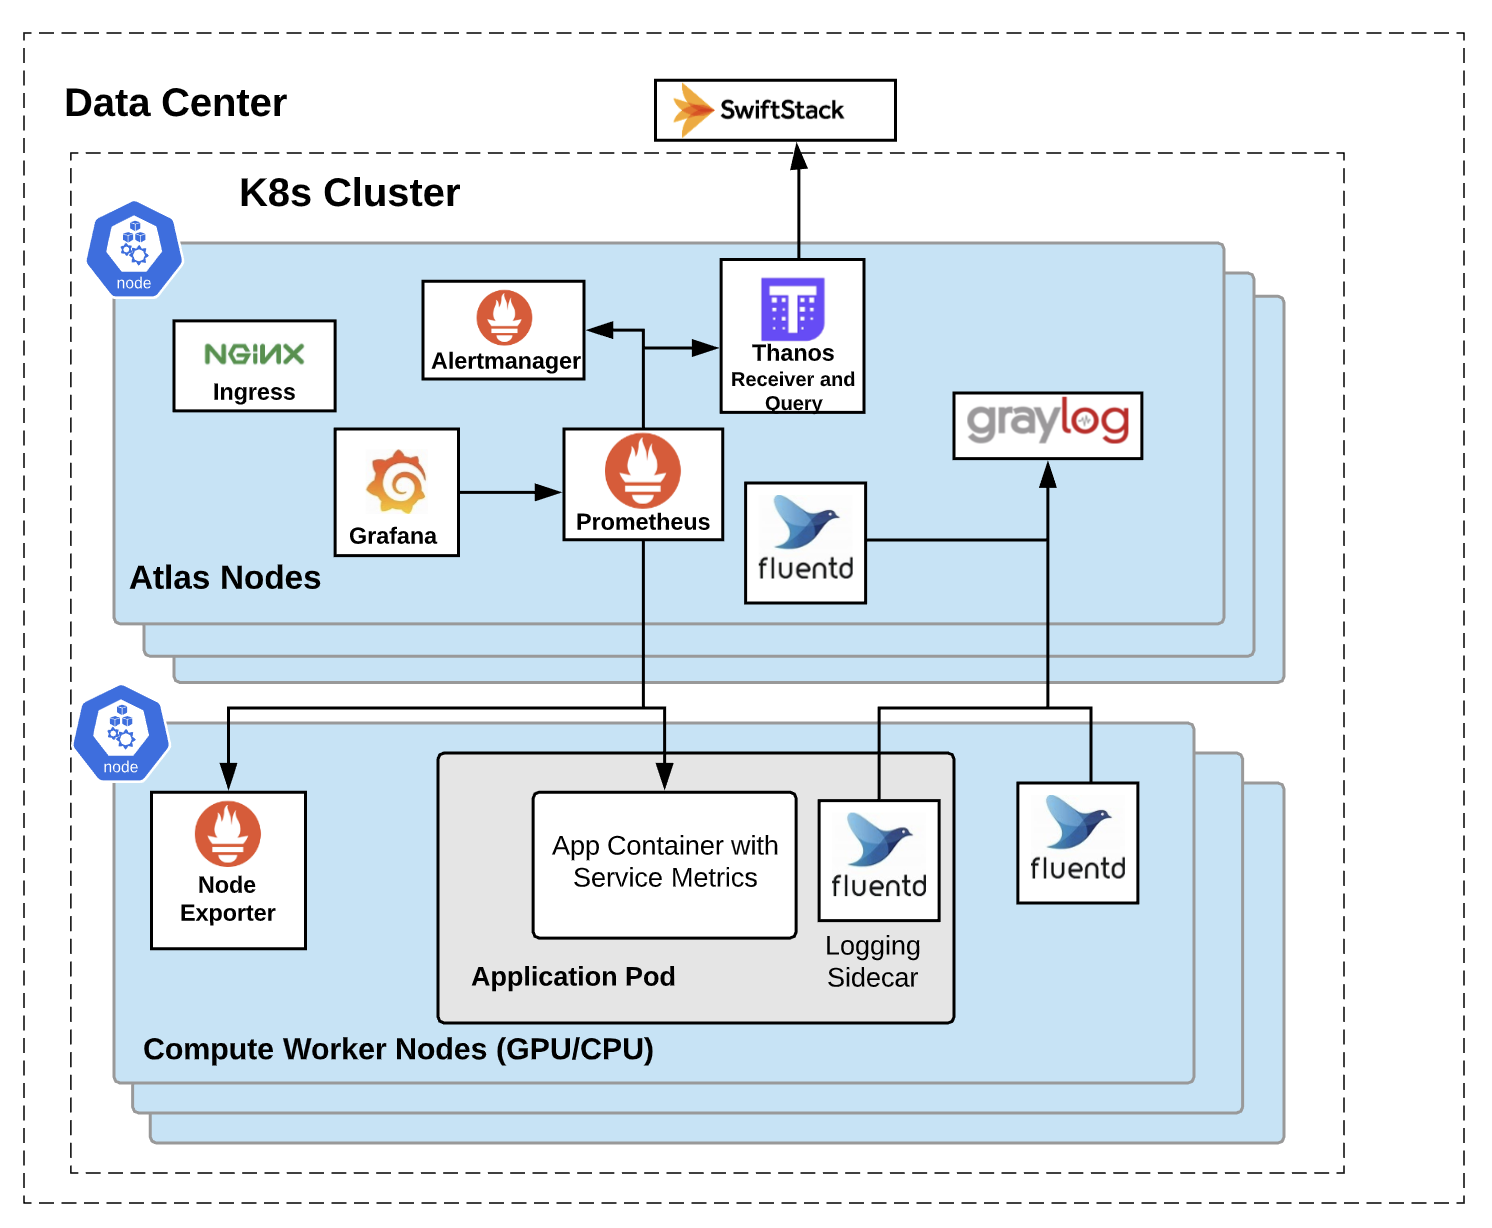 Data Center
SwiftStack
K8s Cluster
node
Alertmanager
Thanos
Receiver and
Query
NGINX
Ingress
graylog
Grafana
Prometheus
fluentd
Atlas Nodes
node
Node
Exporter
App Container with
Service Metrics
fluentd
fluentd
Logging
Sidecar
Application Pod
Compute Worker Nodes (GPU/CPU)